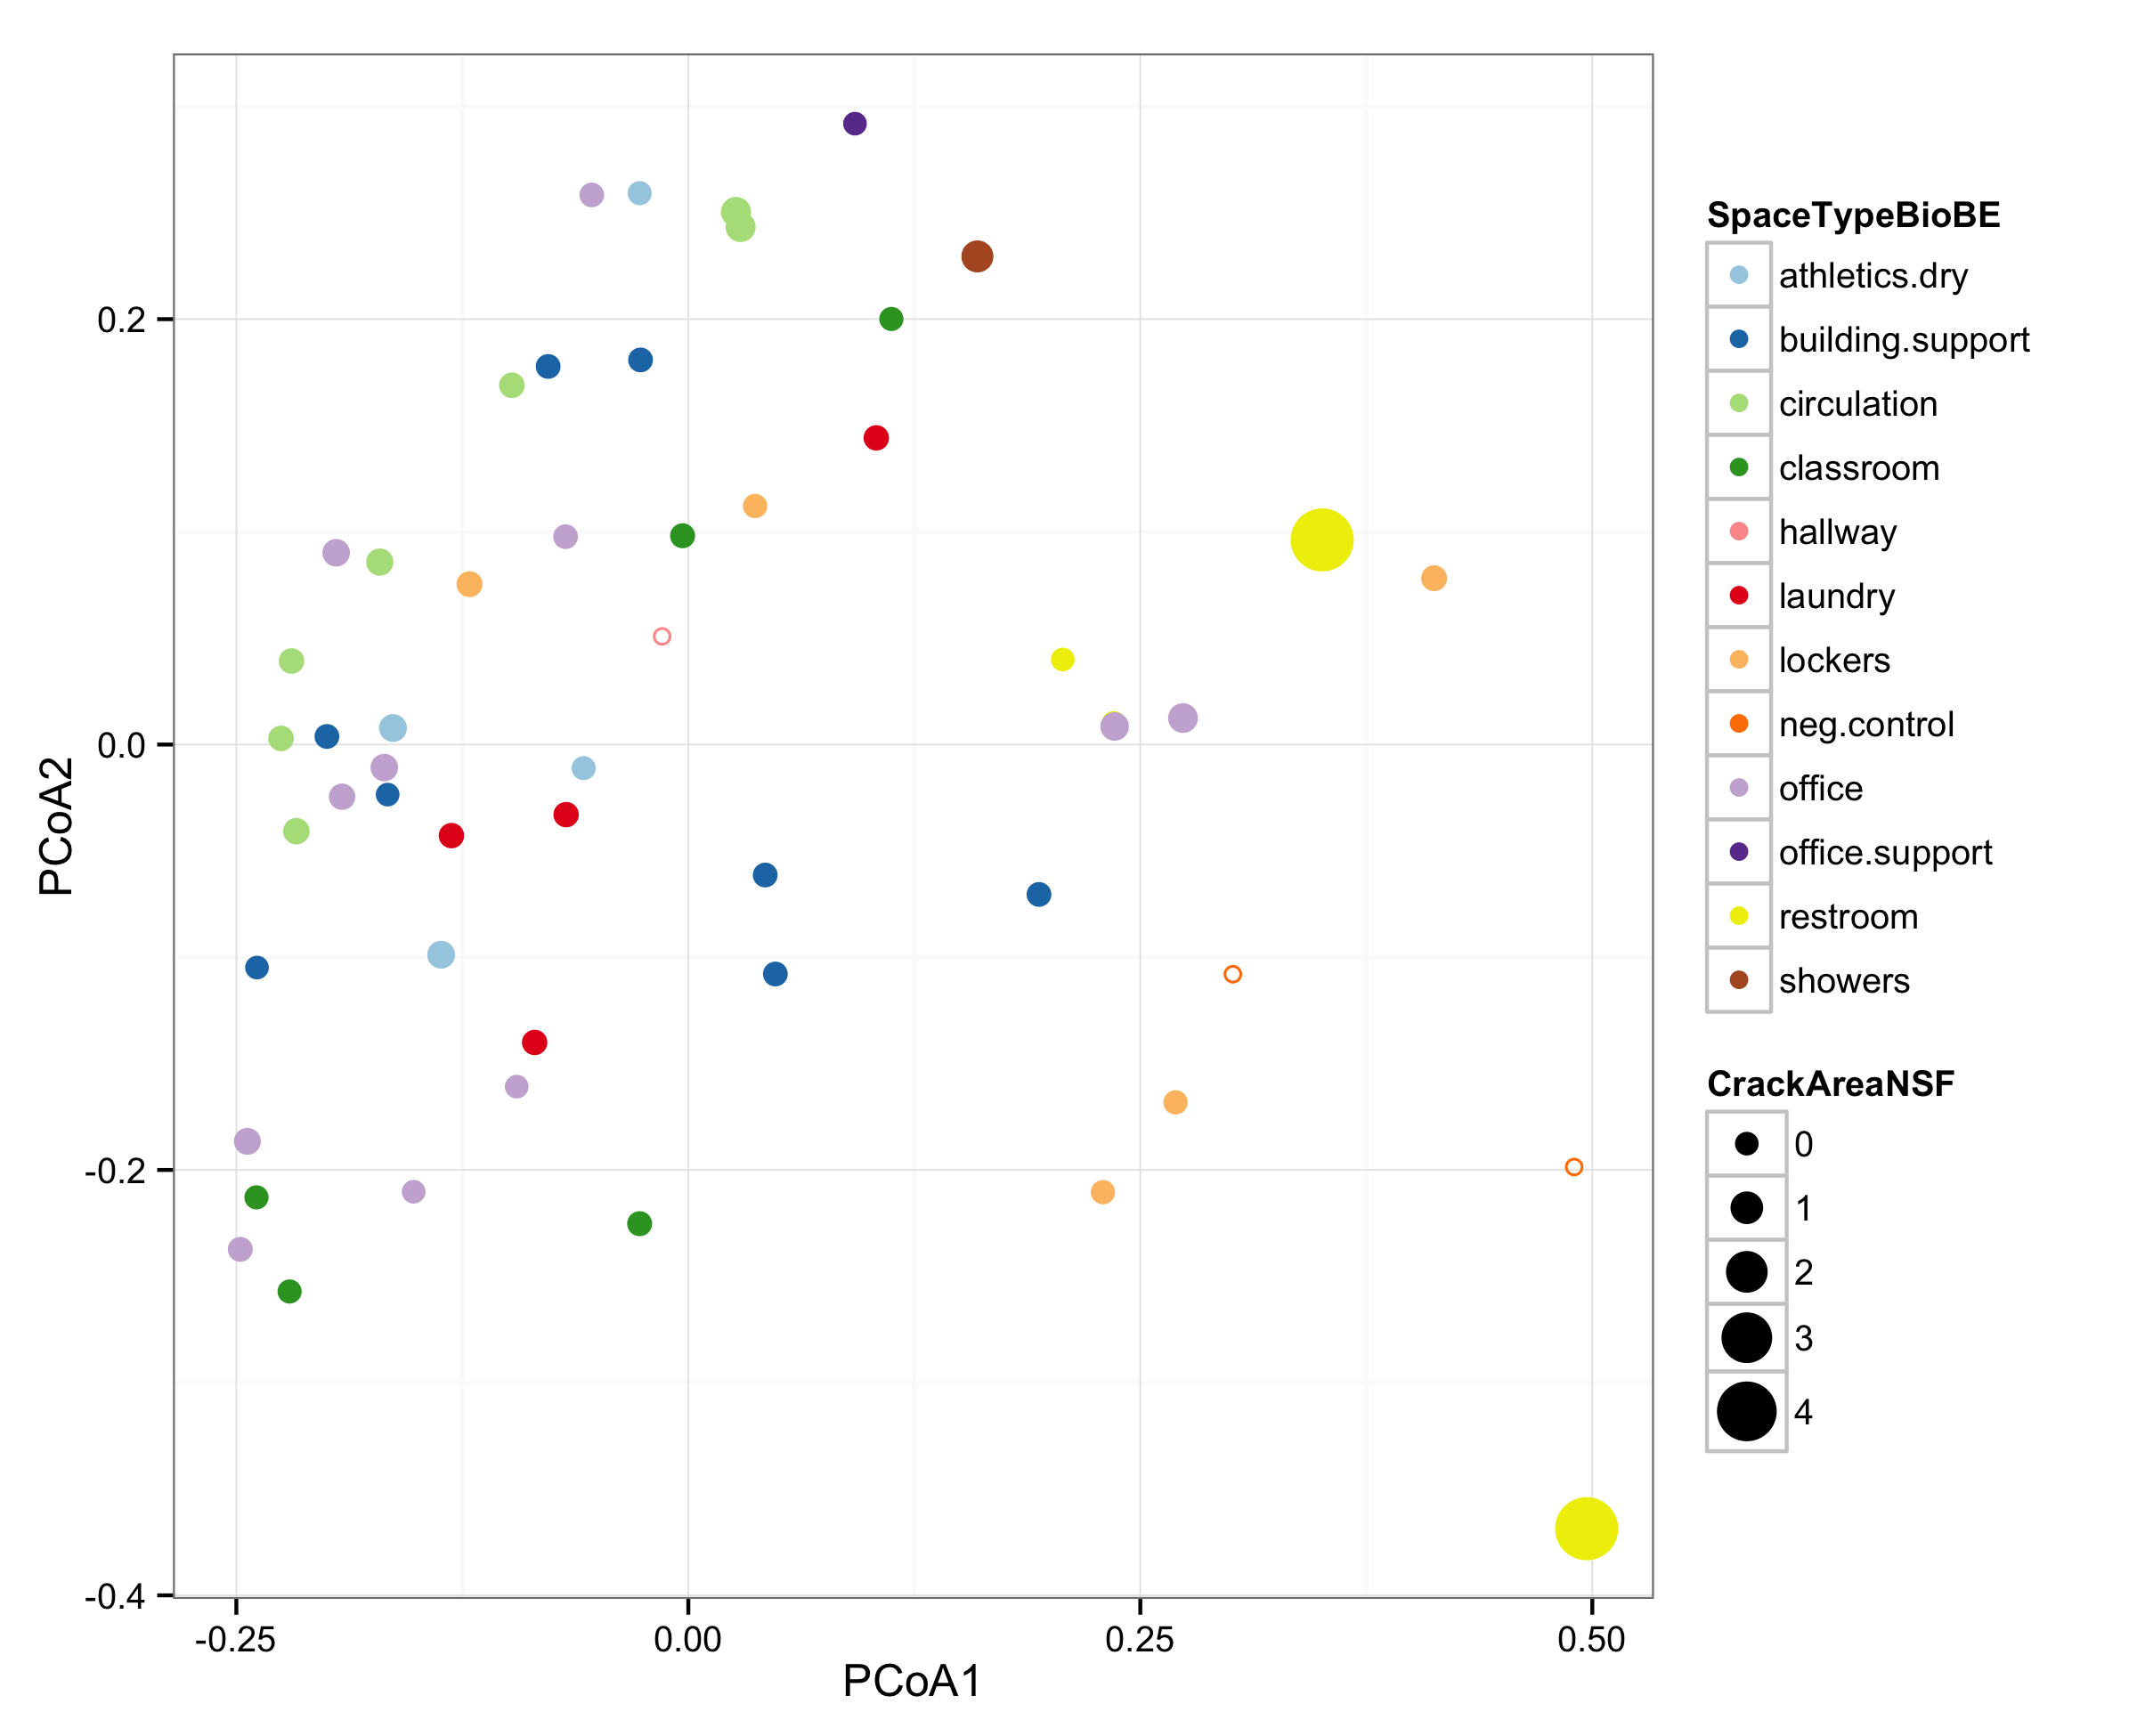 PCoA2
0.2
0.0
-0.2
-0.4
-0.25
0.00
0.25
0.50
PCoA1
SpaceTypeBioBE
athletics.dry
building.support
circulation
classroom
hallway
laundry
lockers
neg.control
office
office.support
restroom
showers
CrackAreaNSF
0
1
2
3
4